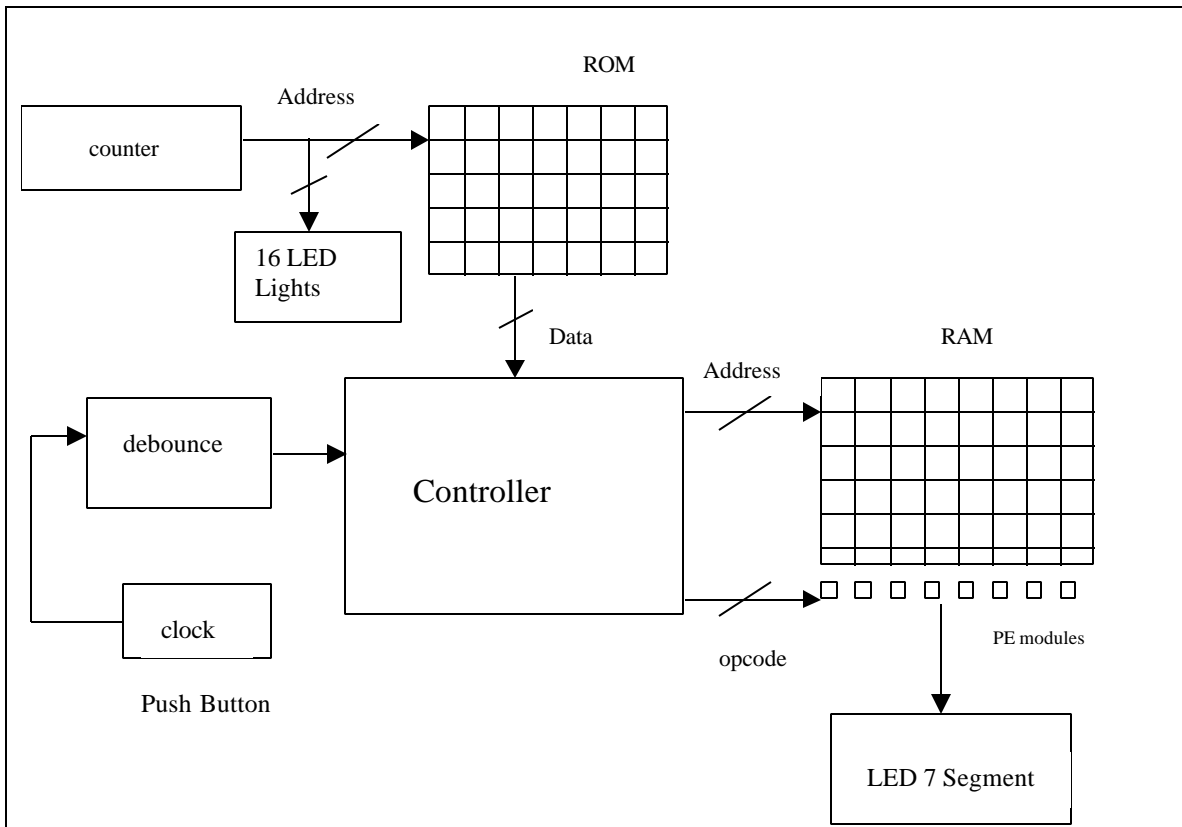 ROM
Address
counter
16 LED
Lights
Data
RAM
Address
debounce
Controller
clock
opcode
PE modules
Push Button
LED 7 Segment